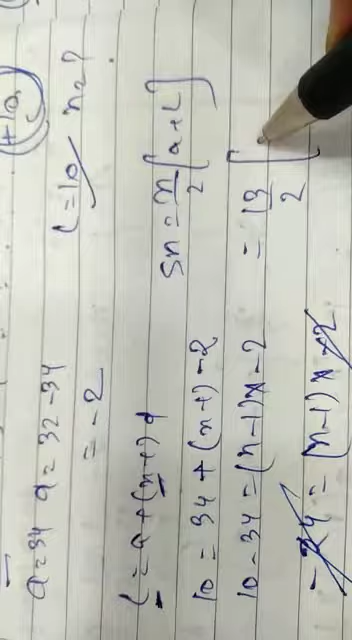 a = 34 d = 32 - 34
= -2
l = 10 n = ?
l = a + (n-1) d
10 = 34 + (n-1) -2
10 - 34 = (n-1) x -2
-24 = (n-1) x -2
Sn = n/2 [a + l]
= 13/2 [